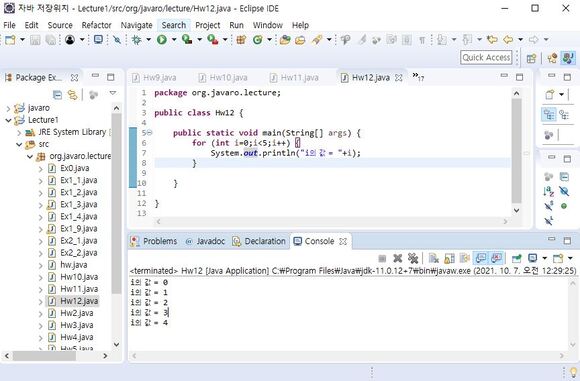 자바 저장위치 - Lecture1/src/org/javaro/lecture/Hw12.java - Eclipse IDE
File Edit Source Refactor Navigate Search Project Run Window Help
Quick Access
Package Ex...
Hw9.java Hw10.java Hw11.java Hw12.java »17
javaro
Lecture1
JRE System Library [
src
org.javaro.lecture
Ex0.java
Ex1_1.java
Ex1_2.java
Ex1_4.java
Ex1_9.java
Ex2_1.java
Ex2_2.java
hw.java
Hw10.java
Hw11.java
Hw12.java
Hw2.java
Hw3.java
Hw4.java
Hw5.java
1 package org.javaro.lecture;
2
3 public class Hw12 {
4
5 public static void main(String[] args) {
6 for (int i=0;i<5;i++) {
7 System.out.println("i의 값 = "+i);
8 }
9
10 }
11
12 }
13
Problems Javadoc Declaration Console
<terminated> Hw12 [Java Application] C:₩Program Files₩Java₩jdk-11.0.12+7₩bin₩javaw.exe (2021. 10. 7. 오전 12:29:25)
i의 값 = 0
i의 값 = 1
i의 값 = 2
i의 값 = 3
i의 값 = 4